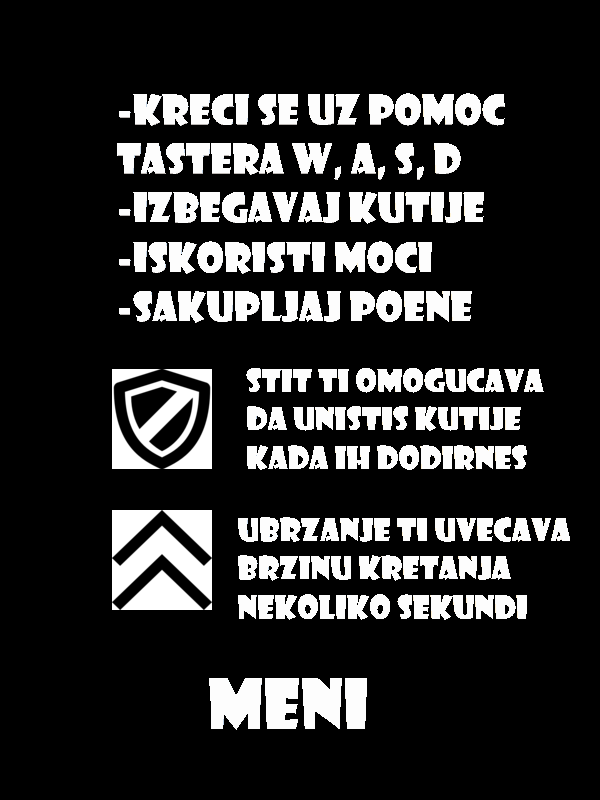 -KRECI SE UZ POMOC
TASTERA W, A, S, D
-IZBEGAVAJ KUTIJE
-ISKORISTI MOCI
-SAKUPLJAJ POENE
STIT TI OMOGUCAVA
DA UNISTIS KUTIJE
KADA IH DODIRNES
UBRZANJE TI UVECAVA
BRZINU KRETANJA
NEKOLIKO SEKUNDI
MENI